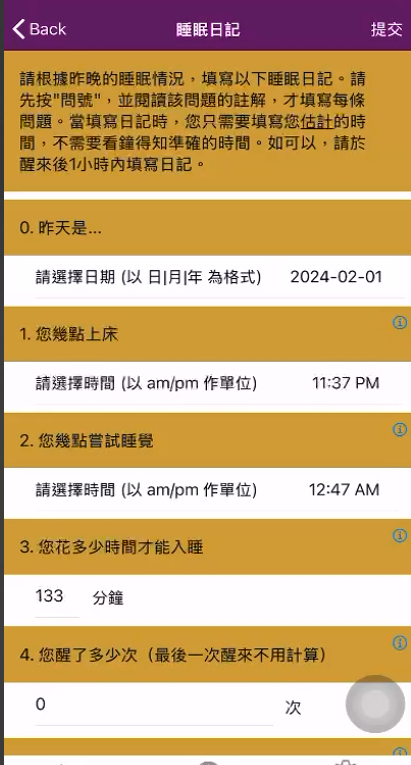 Back
睡眠日記
提交
請根據昨晚的睡眠情況，填寫以下睡眠日記。請
先按"問號"，並閱讀該問題的註解，才填寫每條
問題。當填寫日記時，您只需要填寫您估計的時
間，不需要看鐘得知準確的時間。如可以，請於
醒來後1小時內填寫日記。
0. 昨天是...
請選擇日期 (以 日|月|年 為格式) 2024-02-01
1. 您幾點上床
請選擇時間 (以 am/pm 作單位) 11:37 PM
2. 您幾點嘗試睡覺
請選擇時間 (以 am/pm 作單位) 12:47 AM
3. 您花多少時間才能入睡
133 分鐘
4. 您醒了多少次（最後一次醒來不用計算）
0 次